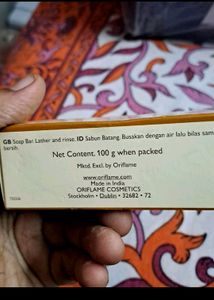 GB Soap Bar. Lather and rinse. ID Sabun Batang. Busakan dengan air lalu bilas sam
bersih.
Net Content. 100 g when packed
Mktd. Excl. by Oriflame
www.oriflame.com
Made in India
ORIFLAME COSMETICS
Stockholm • Dublin • 32682 • 72